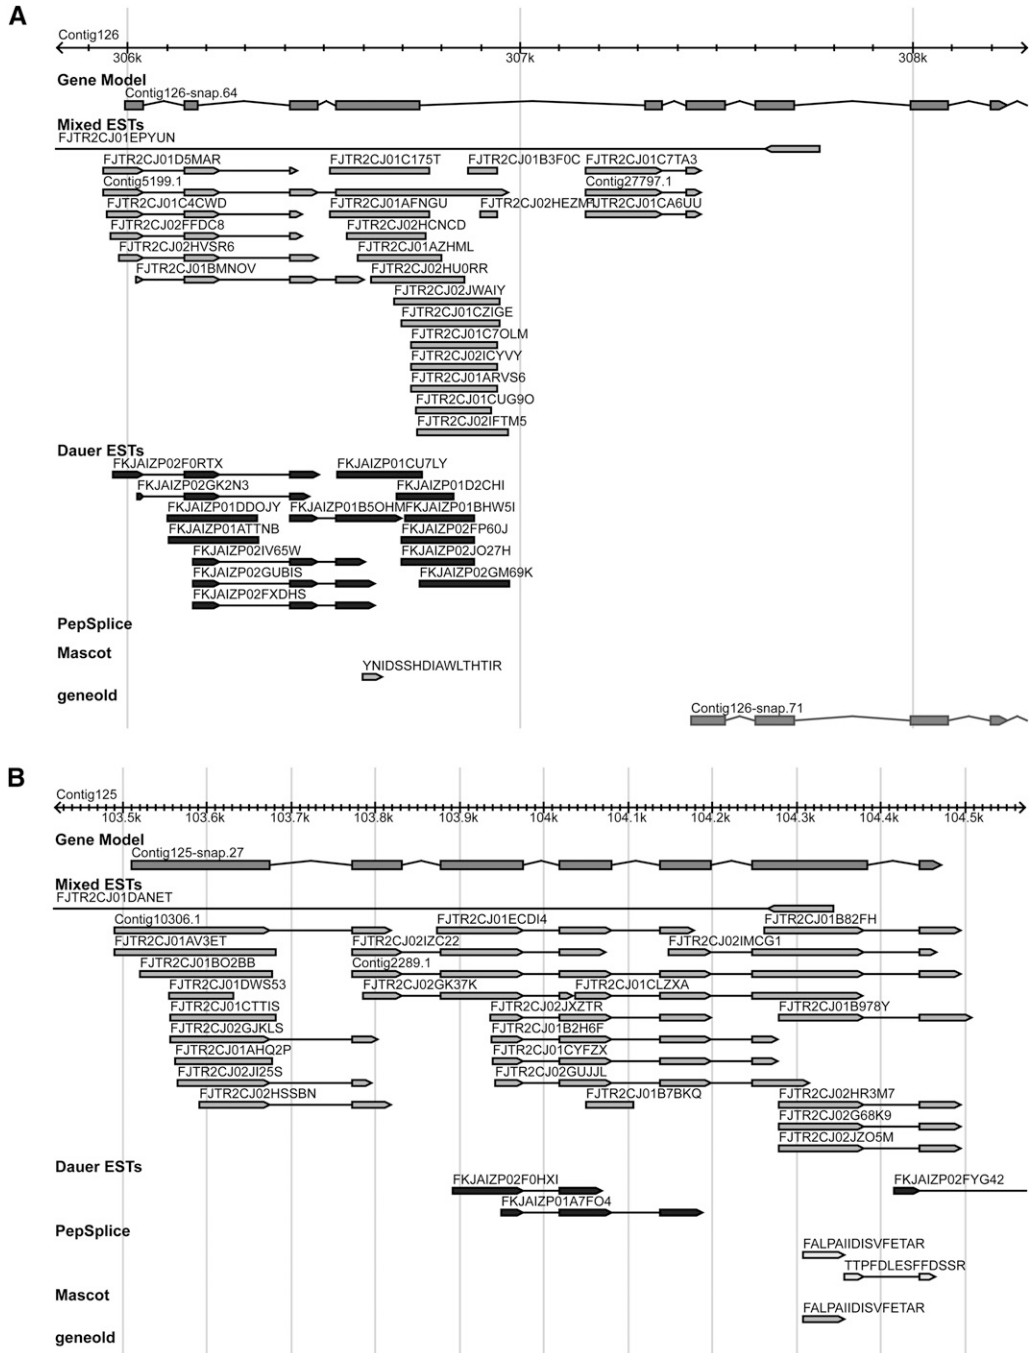 A
Contig126
306k 307k 308k
Gene Model
Contig126-snap.64
Mixed ESTs
FJTR2CJ01EPYUN
FJTR2CJ01D5MAR FJTR2CJ01C175T FJTR2CJ01B3F0C FJTR2CJ01C7TA3
Contig5199.1 Contig27797.1
FJTR2CJ01C4CWD FJTR2CJ01AFNGU FJTR2CJ02HEZM FJTR2CJ01CA6UU
FJTR2CJ02FFDC8 FJTR2CJ02HCNCD
FJTR2CJ02HVSR6 FJTR2CJ01AZHML
FJTR2CJ01BMNOV FJTR2CJ02HU0RR
FJTR2CJ02JWAIY
FJTR2CJ01CZIGE
FJTR2CJ01C7OLM
FJTR2CJ02ICYVY
FJTR2CJ01ARVS6
FJTR2CJ01CUG9O
FJTR2CJ02IFTM5
Dauer ESTs
FKJAIZP02F0RTX FKJAIZP01CU7LY
FKJAIZP02GK2N3 FKJAIZP01D2CHI
FKJAIZP01DDOJY FKJAIZP01B5OHM FKJAIZP01BHW5I
FKJAIZP01ATTNB FKJAIZP02FP60J
FKJAIZP02IV65W FKJAIZP02JO27H
FKJAIZP02GUBIS FKJAIZP02GM69K
FKJAIZP02FXDHS
PepSplice
Mascot
YNIDSSHDIAWLTHTIR
geneold
Contig126-snap.71
B
Contig125
103.5k 103.6k 103.7k 103.8k 103.9k 104k 104.1k 104.2k 104.3k 104.4k 104.5k
Gene Model
Contig125-snap.27
Mixed ESTs
FJTR2CJ01DANET
Contig10306.1 FJTR2CJ01ECDI4 FJTR2CJ01B82FH
FJTR2CJ01AV3ET FJTR2CJ02IZC22 FJTR2CJ02IMCG1
FJTR2CJ01BO2BB Contig2289.1
FJTR2CJ01DWS53 FJTR2CJ02GK37K FJTR2CJ01CLZXA
FJTR2CJ01CTTIS FJTR2CJ02JXZTR FJTR2CJ01B978Y
FJTR2CJ02GJKLS FJTR2CJ01B2H6F
FJTR2CJ01AHQ2P FJTR2CJ01CYFZX
FJTR2CJ02JI25S FJTR2CJ02GUJJL
FJTR2CJ02HSSBN FJTR2CJ01B7BKQ FJTR2CJ02HR3M7
FJTR2CJ02G68K9
FJTR2CJ02JZO5M
Dauer ESTs
FKJAIZP02F0HXI FKJAIZP02FYG42
FKJAIZP01A7FO4
PepSplice
FALPAIIDISVFETAR
TTPFDLESFFDSSR
Mascot
FALPAIIDISVFETAR
geneold